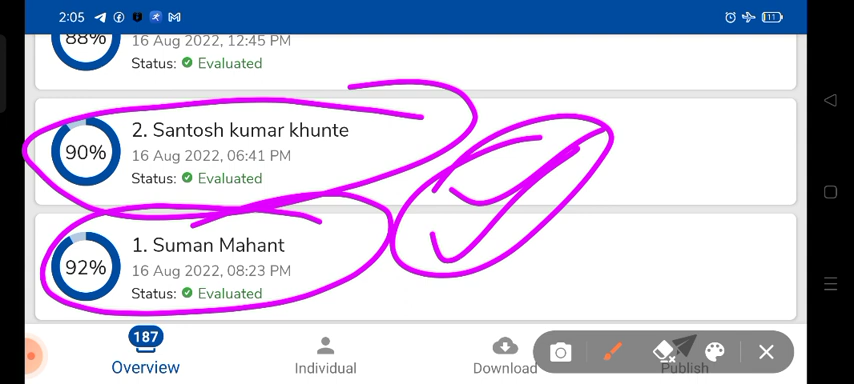 2:05
11
88%
16 Aug 2022, 12:45 PM
Status: Evaluated
90%
2. Santosh kumar khunte
16 Aug 2022, 06:41 PM
Status: Evaluated
92%
1. Suman Mahant
16 Aug 2022, 08:23 PM
Status: Evaluated
187
Overview
Individual
Download
Publish